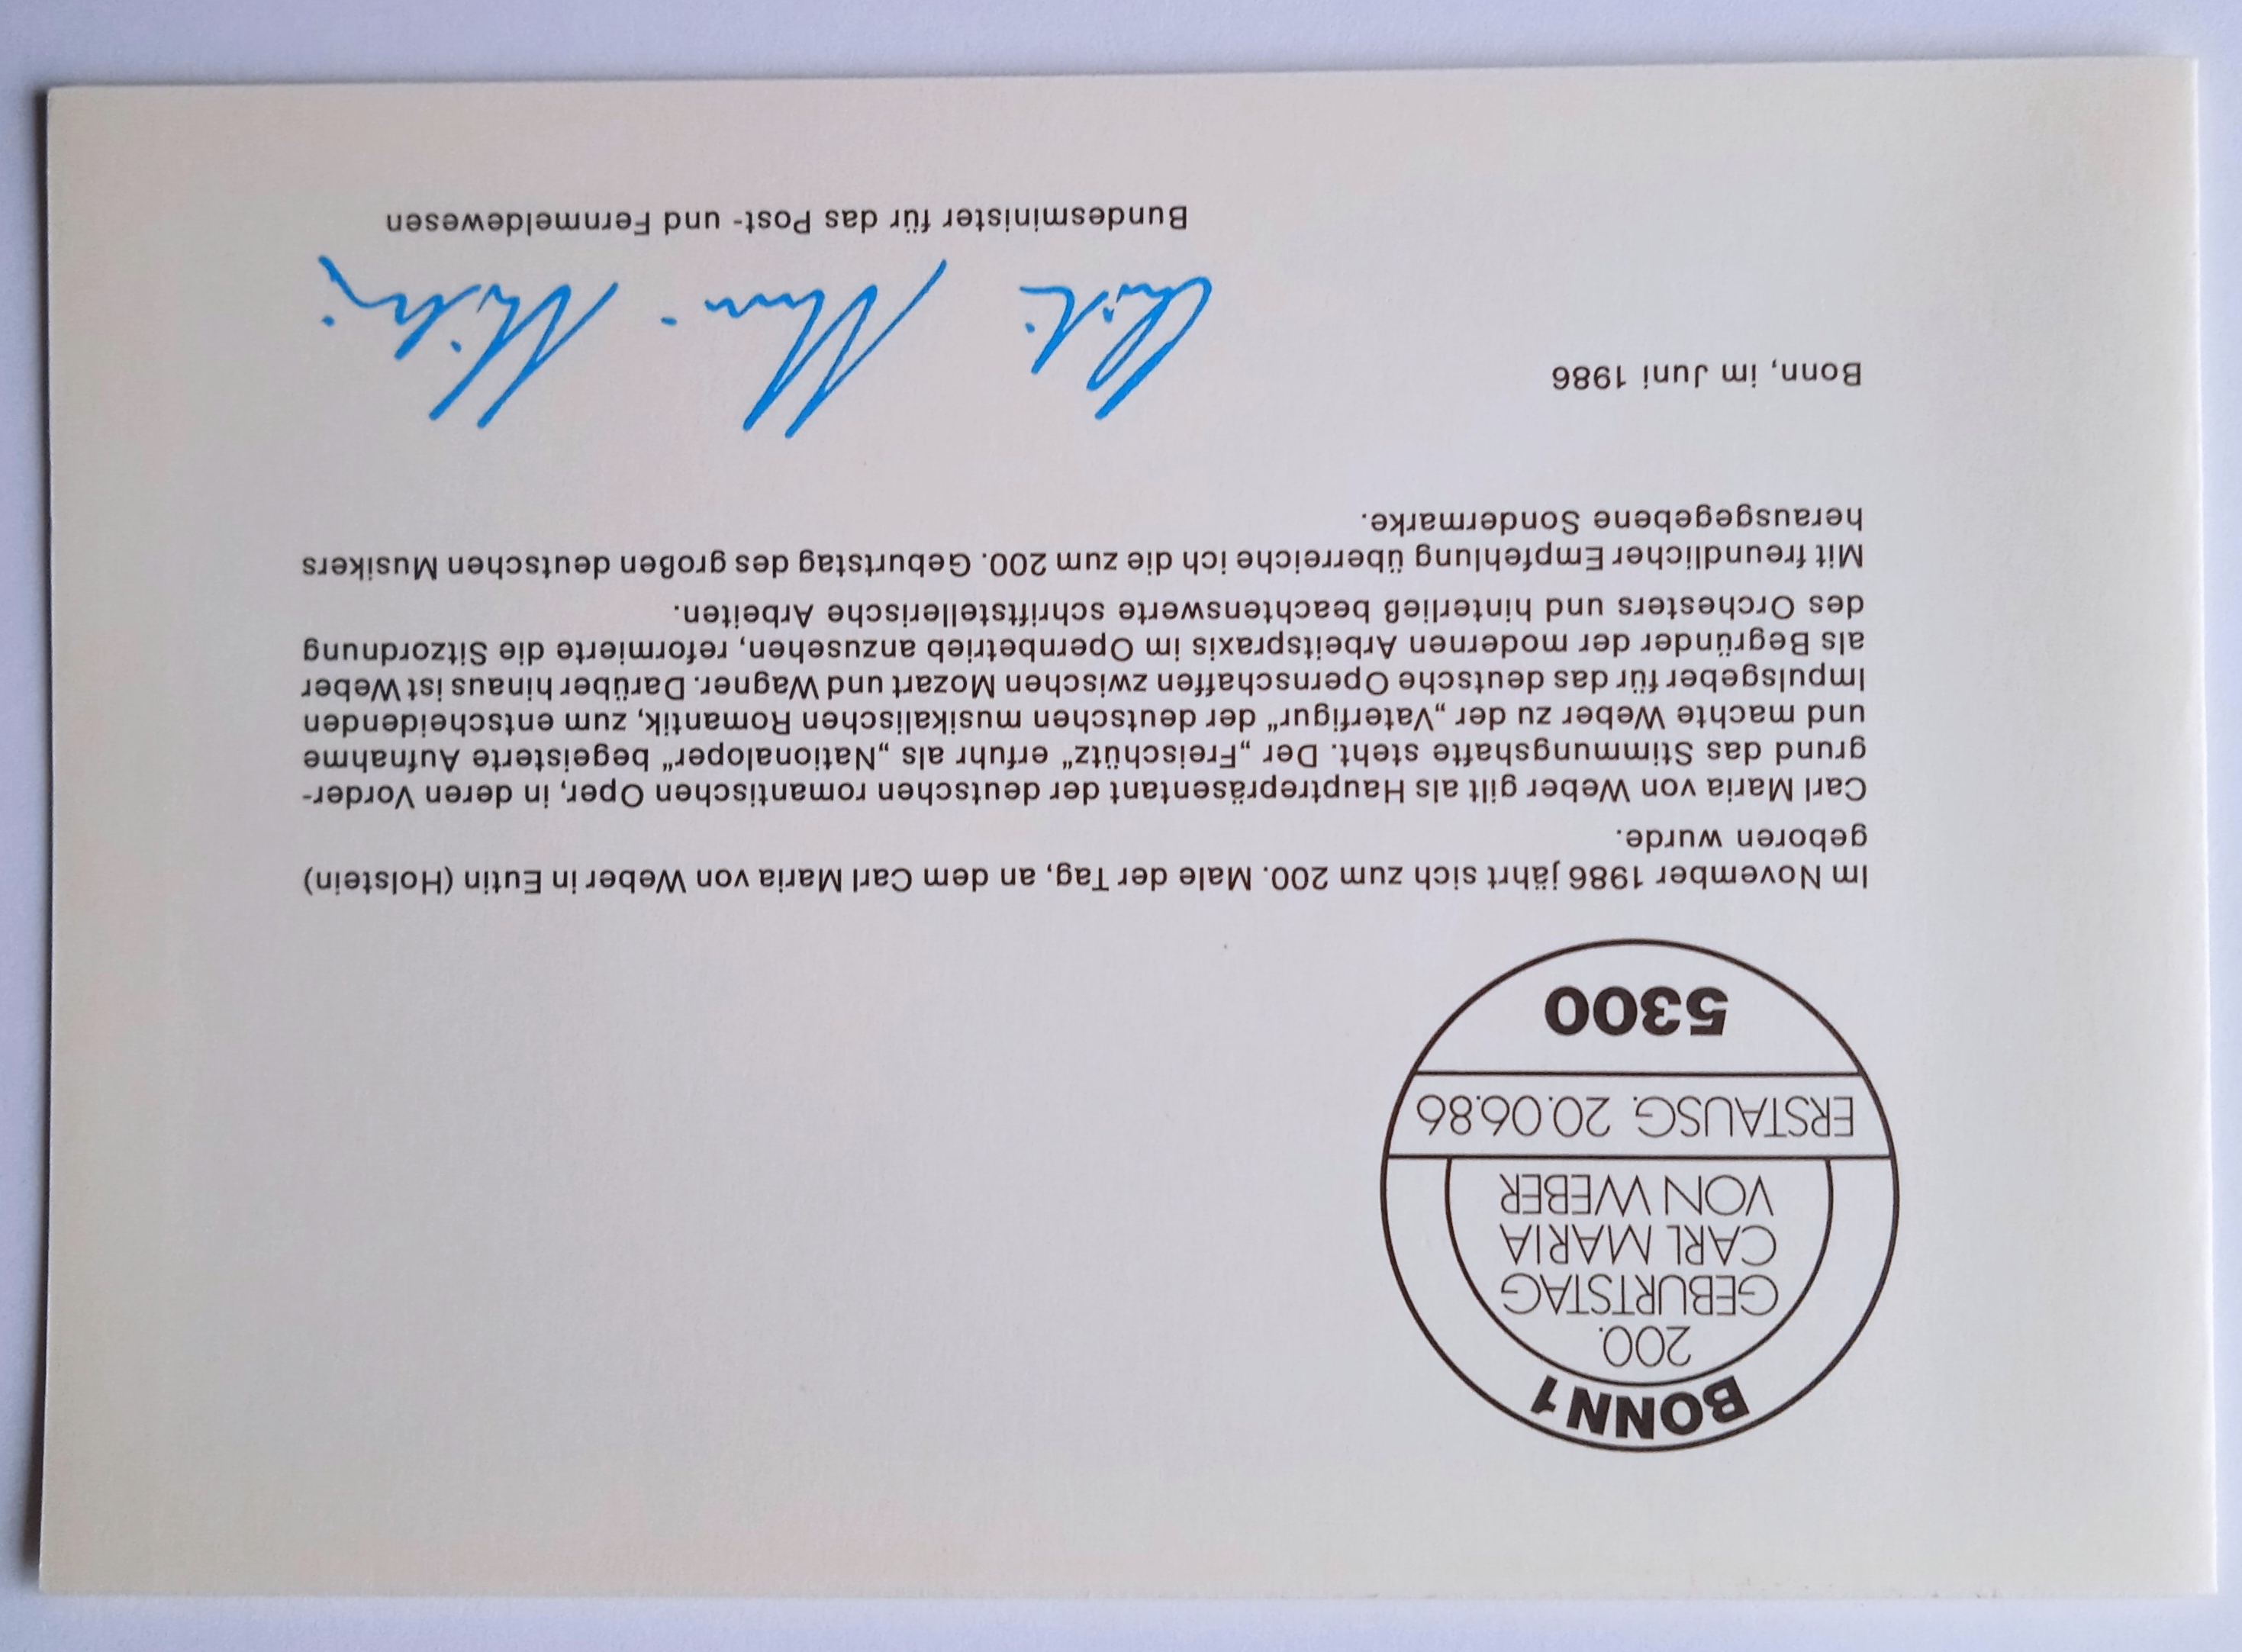 BONN 1
200.
GEBURTSTAG
CARL MARIA
VON WEBER
ERSTAUSG. 20.06.86
5300
Im November 1986 jährt sich zum 200. Male der Tag, an dem Carl Maria von Weber in Eutin (Holstein)
geboren wurde.
Carl Maria von Weber gilt als Hauptrepräsentant der deutschen romantischen Oper, in deren Vorder-
grund das Stimmungshafte steht. Der „Freischütz“ erfuhr als „Nationaloper“ begeisterte Aufnahme
und machte Weber zu der „Vaterfigur“ der deutschen musikalischen Romantik, zum entscheidenden
Impulsgeber für das deutsche Opernschaffen zwischen Mozart und Wagner. Darüber hinaus ist Weber
als Begründer der modernen Arbeitspraxis im Opernbetrieb anzusehen, reformierte die Sitzordnung
des Orchesters und hinterließ beachtenswerte schriftstellerische Arbeiten.
Mit freundlicher Empfehlung überreiche ich die zum 200. Geburtstag des großen deutschen Musikers
herausgegebene Sondermarke.
Bonn, im Juni 1986
Bundesminister für das Post- und Fernmeldewesen